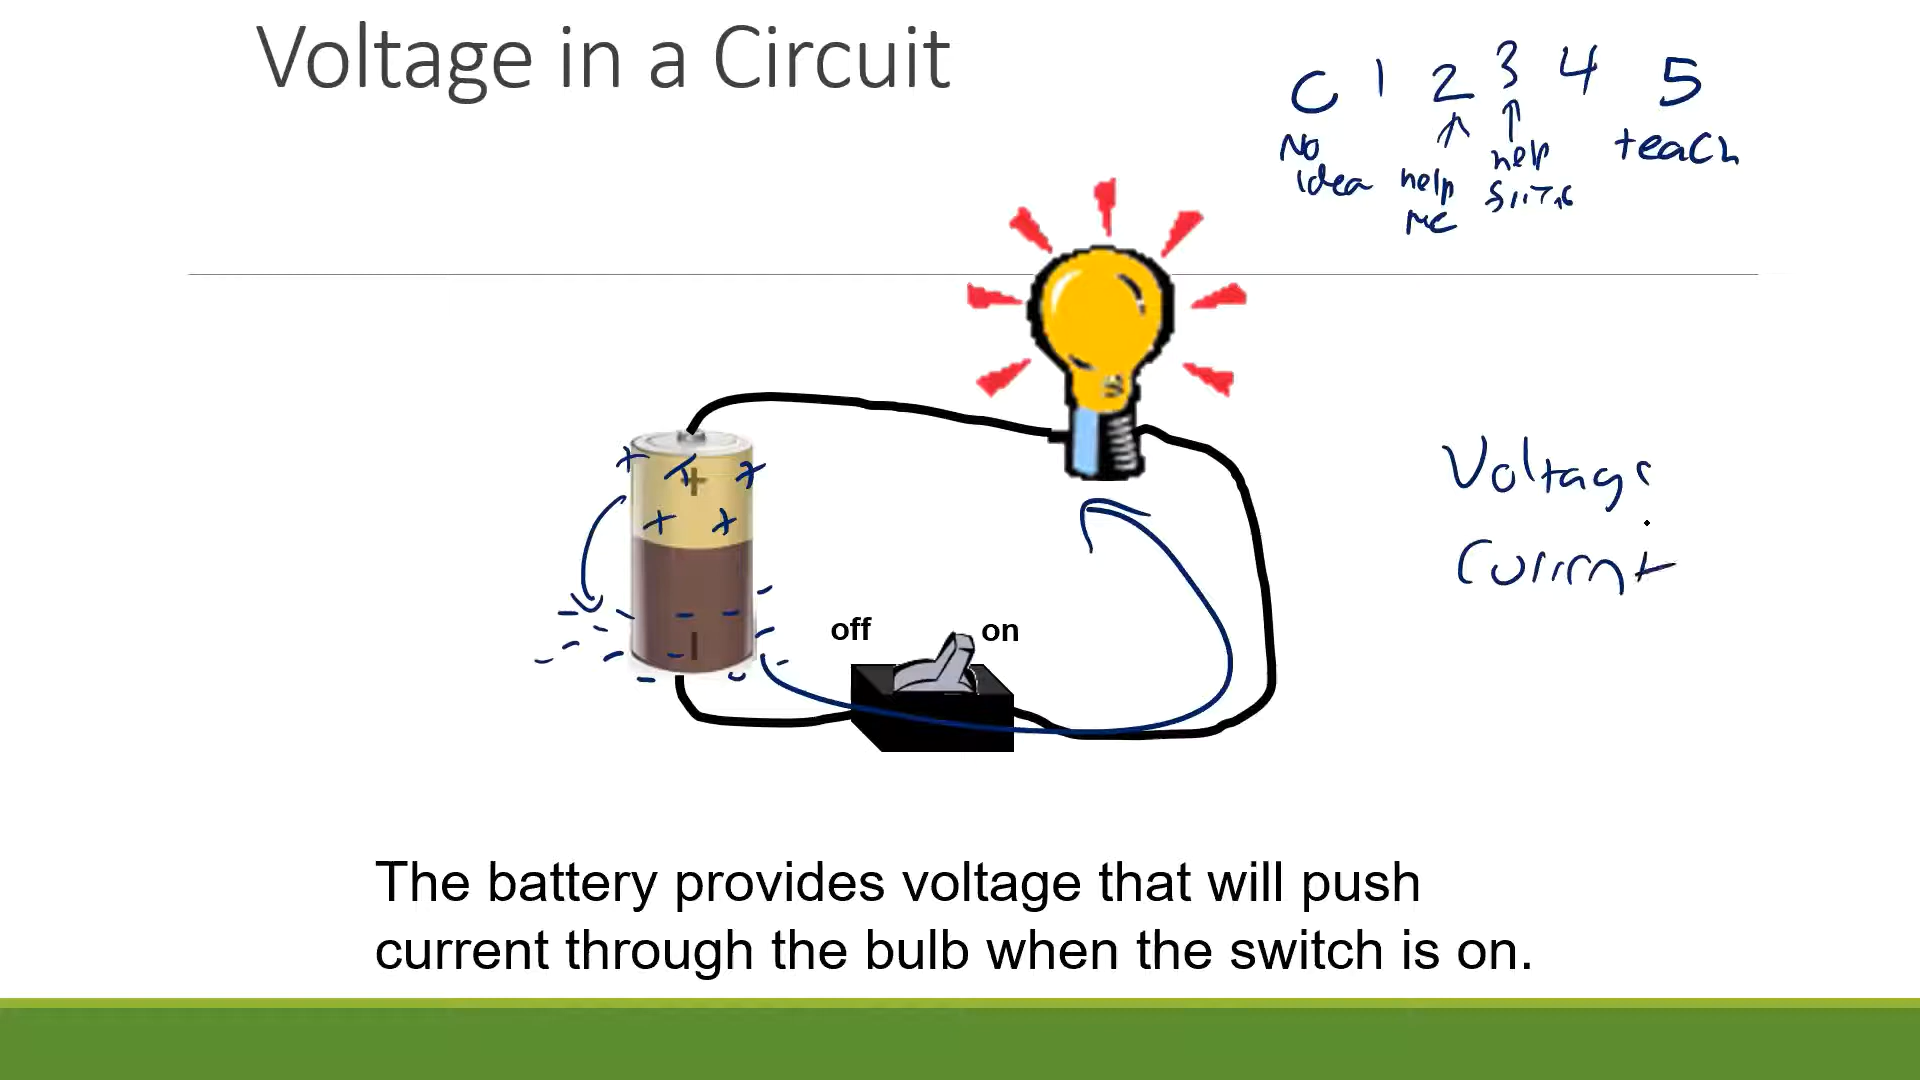 Voltage in a Circuit
0 1 2 3 4 5
No idea
help me
help
teach
+ + + + + +
off on
Voltage
Current
The battery provides voltage that will push
current through the bulb when the switch is on.